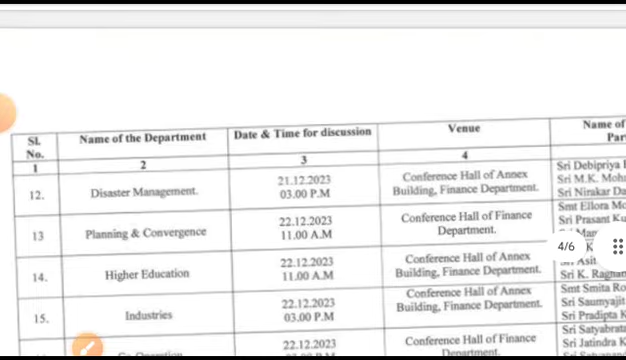 Sl. No. Name of the Department Date & Time for discussion Venue Name of
1 2 3 4
12. Disaster Management. 21.12.2023 03.00 P.M Conference Hall of Annex Building, Finance Department. Sri Debipriya
Sri M.K.
Sri Nirakar
13 Planning & Convergence 22.12.2023 11.00 A.M Conference Hall of Finance Department. Smt Ellora
Sri Prasant
4/6
14. Higher Education 22.12.2023 11.00 A.M Conference Hall of Annex Building, Finance Department. Asit
Sri K.
15. Industries 22.12.2023 03.00 P.M Conference Hall of Annex Building, Finance Department. Smt Smita
Sri Saumyajit
Sri Pradipta K
22.12.2023 Conference Hall of Finance Department. Sri Satyabrata
Sri Jatindra K